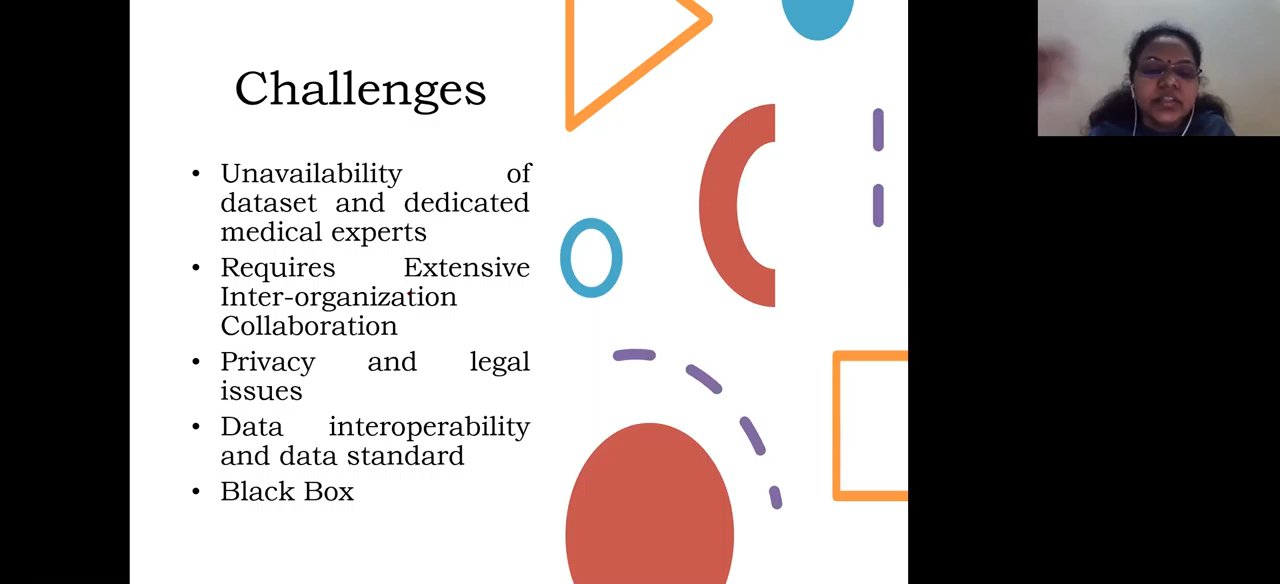 Challenges
• Unavailability of
dataset and dedicated
medical experts
• Requires Extensive
Inter-organization
Collaboration
• Privacy and legal
issues
• Data interoperability
and data standard
• Black Box